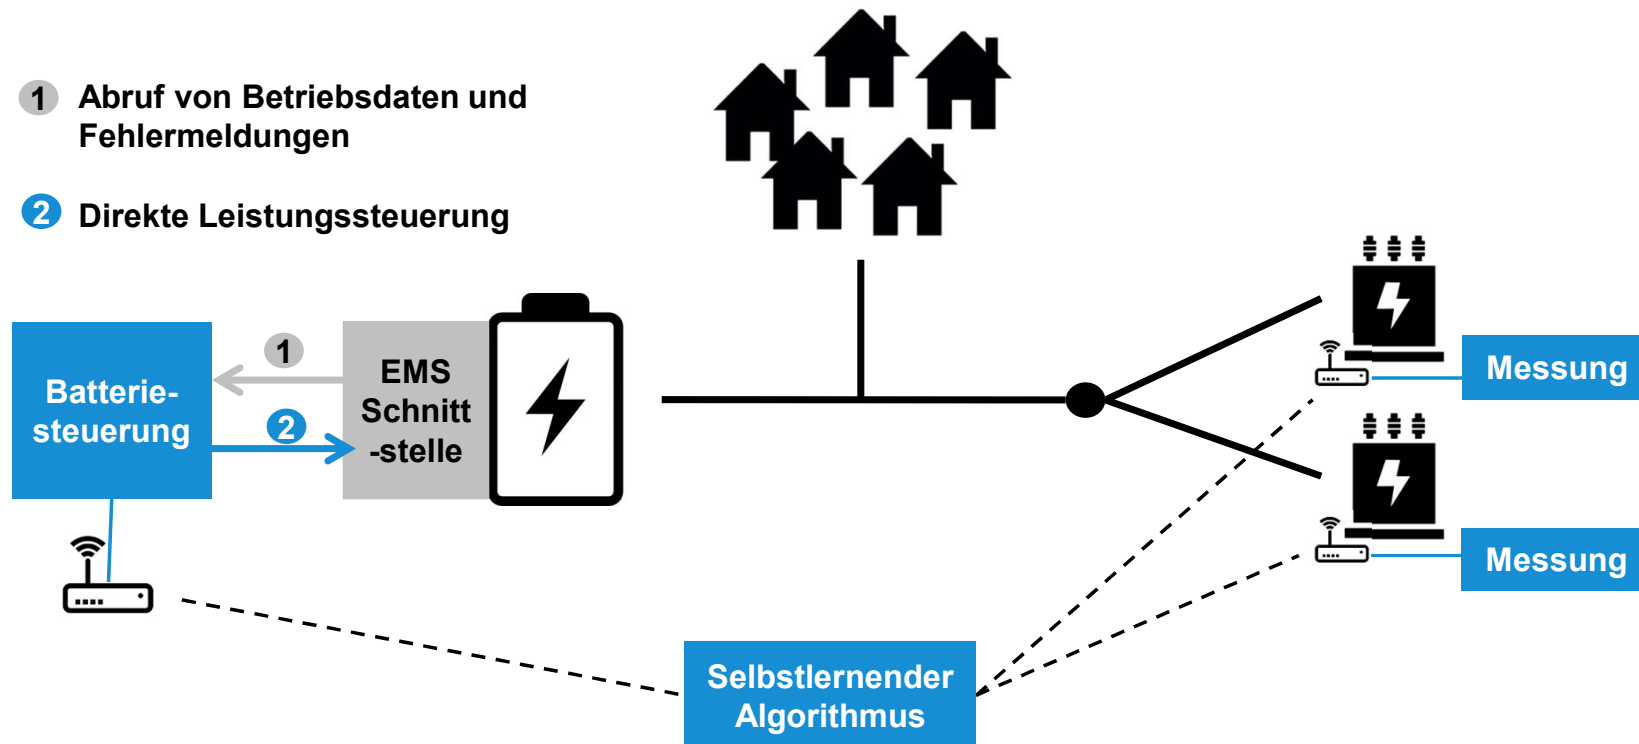 1 Abruf von Betriebsdaten und
Fehlermeldungen
2 Direkte Leistungssteuerung
Batterie-
steuerung
1
2
EMS
Schnitt
-stelle
Messung
Messung
Selbstlernender
Algorithmus